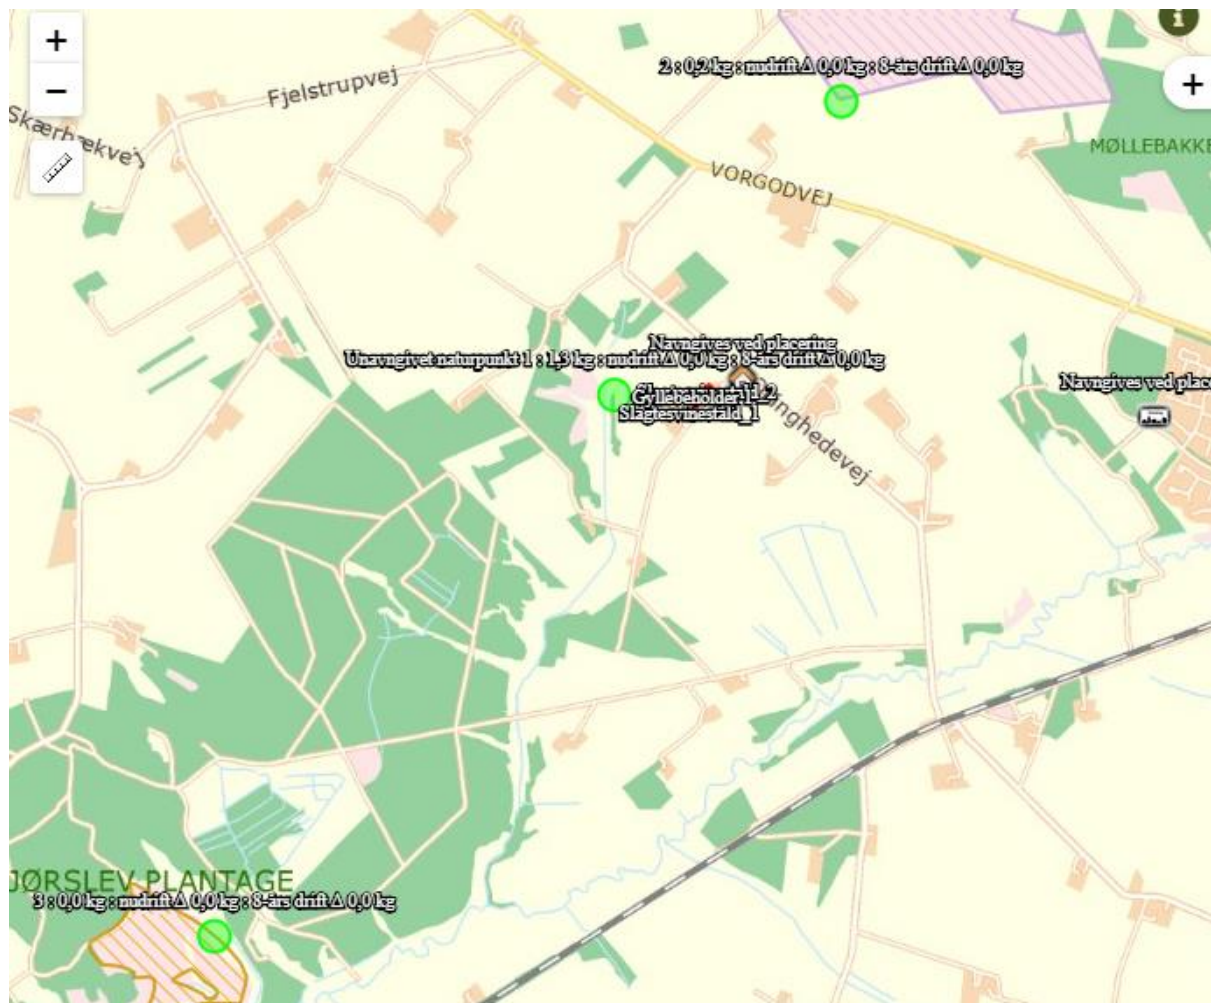 +
−
i
+
Fjelstrupvej
Skærbækvej
2 : 0,2 kg : nudrift Δ 0,0 kg : 8-års drift Δ 0,0 kg
MØLLEBAKKE
VORGODVEJ
Navngives ved placering
Unavngivet naturpunkt 1 : 1,3 kg : nudrift Δ 0,0 kg : 8-års drift Δ 0,0 kg
Navngives ved place
Gyllebeholder
Slagtesvinestald_1
JØRSLEV PLANTAGE
3 : 0,0 kg : nudrift Δ 0,0 kg : 8-års drift Δ 0,0 kg